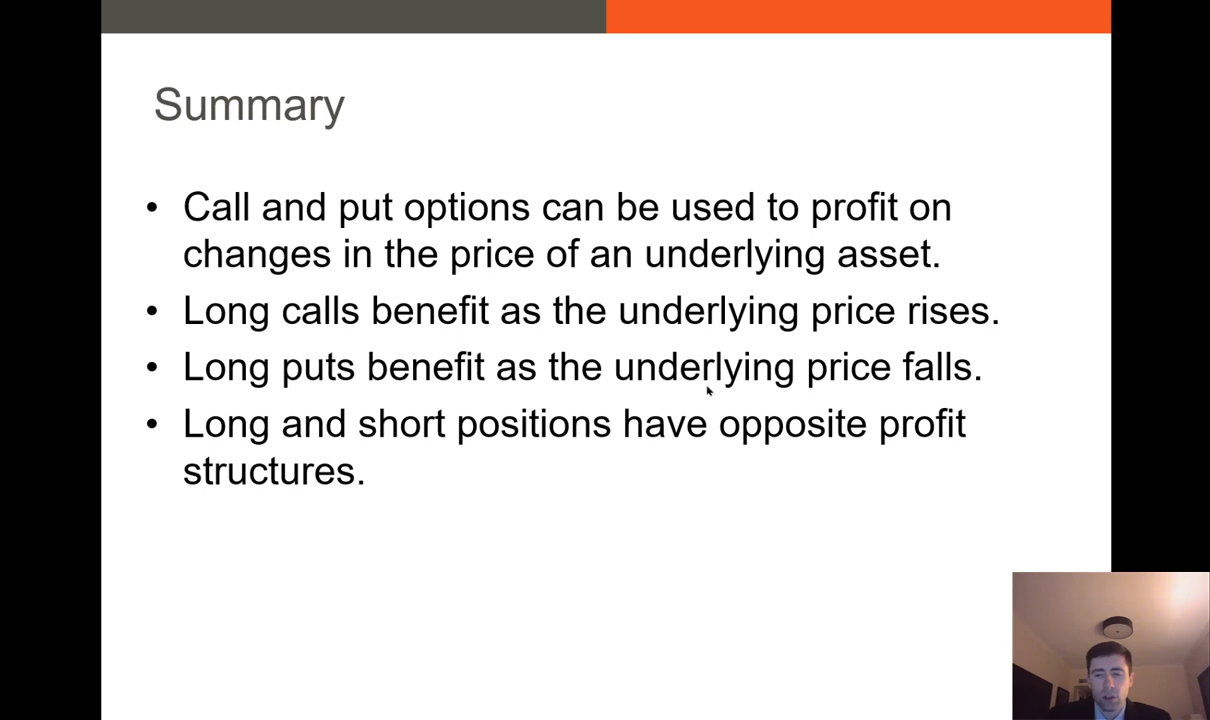 Summary
• Call and put options can be used to profit on
changes in the price of an underlying asset.
• Long calls benefit as the underlying price rises.
• Long puts benefit as the underlying price falls.
• Long and short positions have opposite profit
structures.